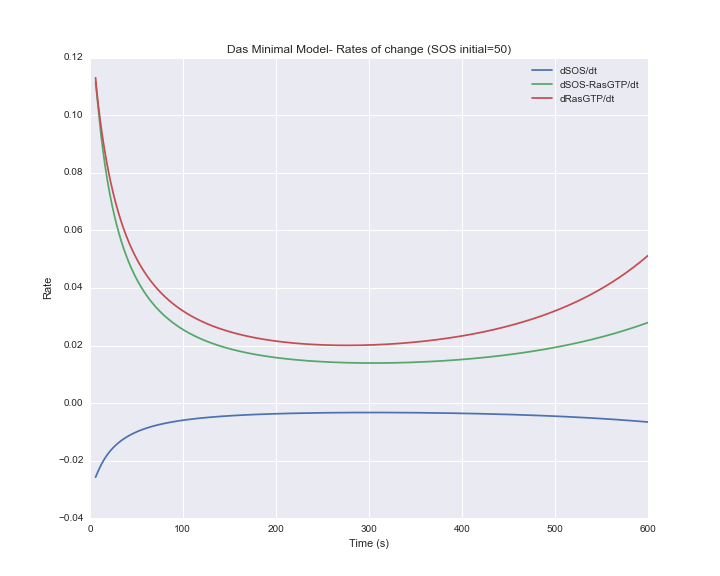 Das Minimal Model- Rates of change (SOS initial=50)
dSOS/dt
dSOS-RasGTP/dt
dRasGTP/dt
0.12
0.10
0.08
0.06
0.04
0.02
0.00
−0.02
−0.04
Rate
0 100 200 300 400 500 600
Time (s)